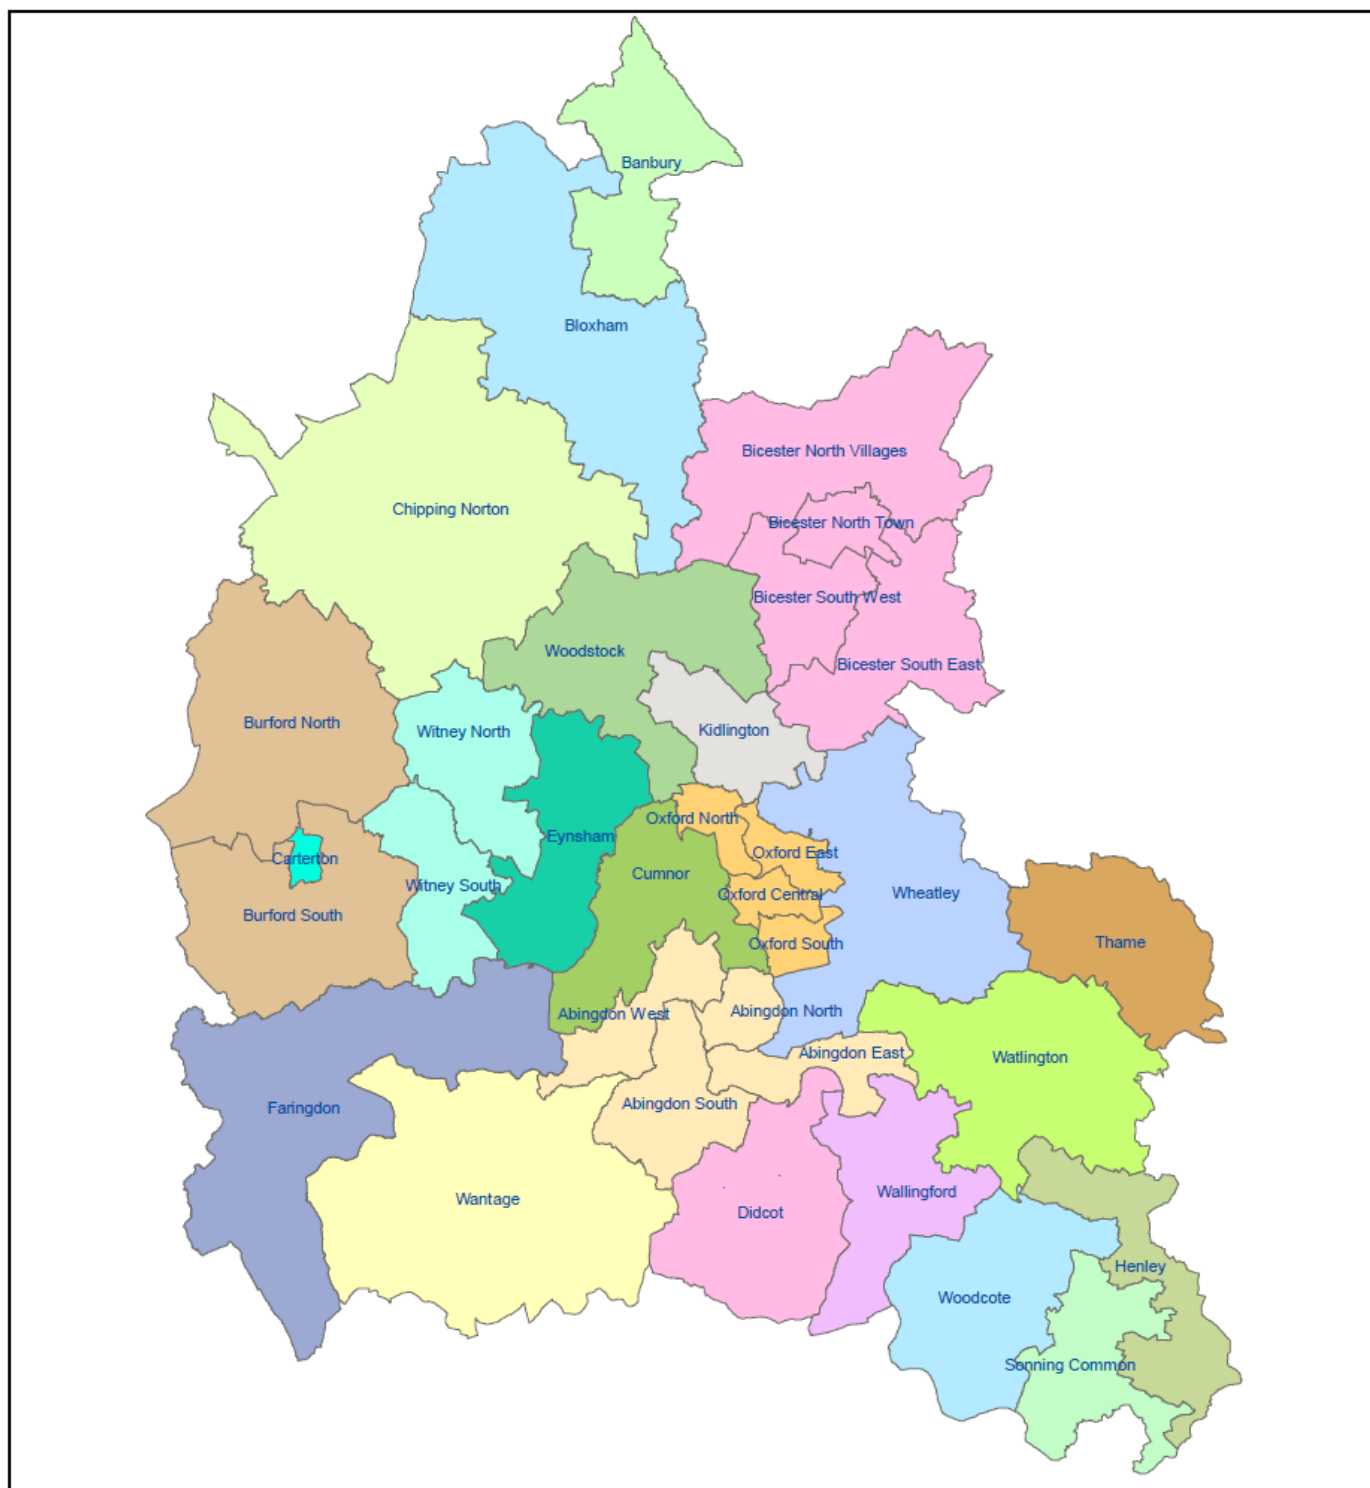 Banbury
Bloxham
Bicester North Villages
Chipping Norton
Bicester North Town
Bicester South West
Woodstock
Bicester South East
Burford North
Witney North
Kidlington
Oxford North
Eynsham
Oxford East
Carterton
Cumnor
Witney South
Oxford Central
Wheatley
Burford South
Oxford South
Thame
Abingdon West
Abingdon North
Abingdon East
Watlington
Faringdon
Abingdon South
Wantage
Wallingford
Didcot
Henley
Woodcote
Sonning Common